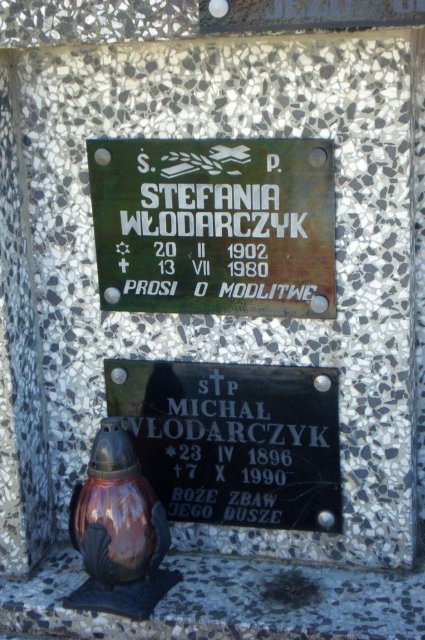 Ś. P.
STEFANIA
WŁODARCZYK
20 II 1902
✝ 13 VII 1980
PROSI O MODLITWĘ
Ś✝P
MICHAŁ
WŁODARCZYK
*23 IV 1896
✝7 X 1990
BOŻE ZBAW
JEGO DUSZE